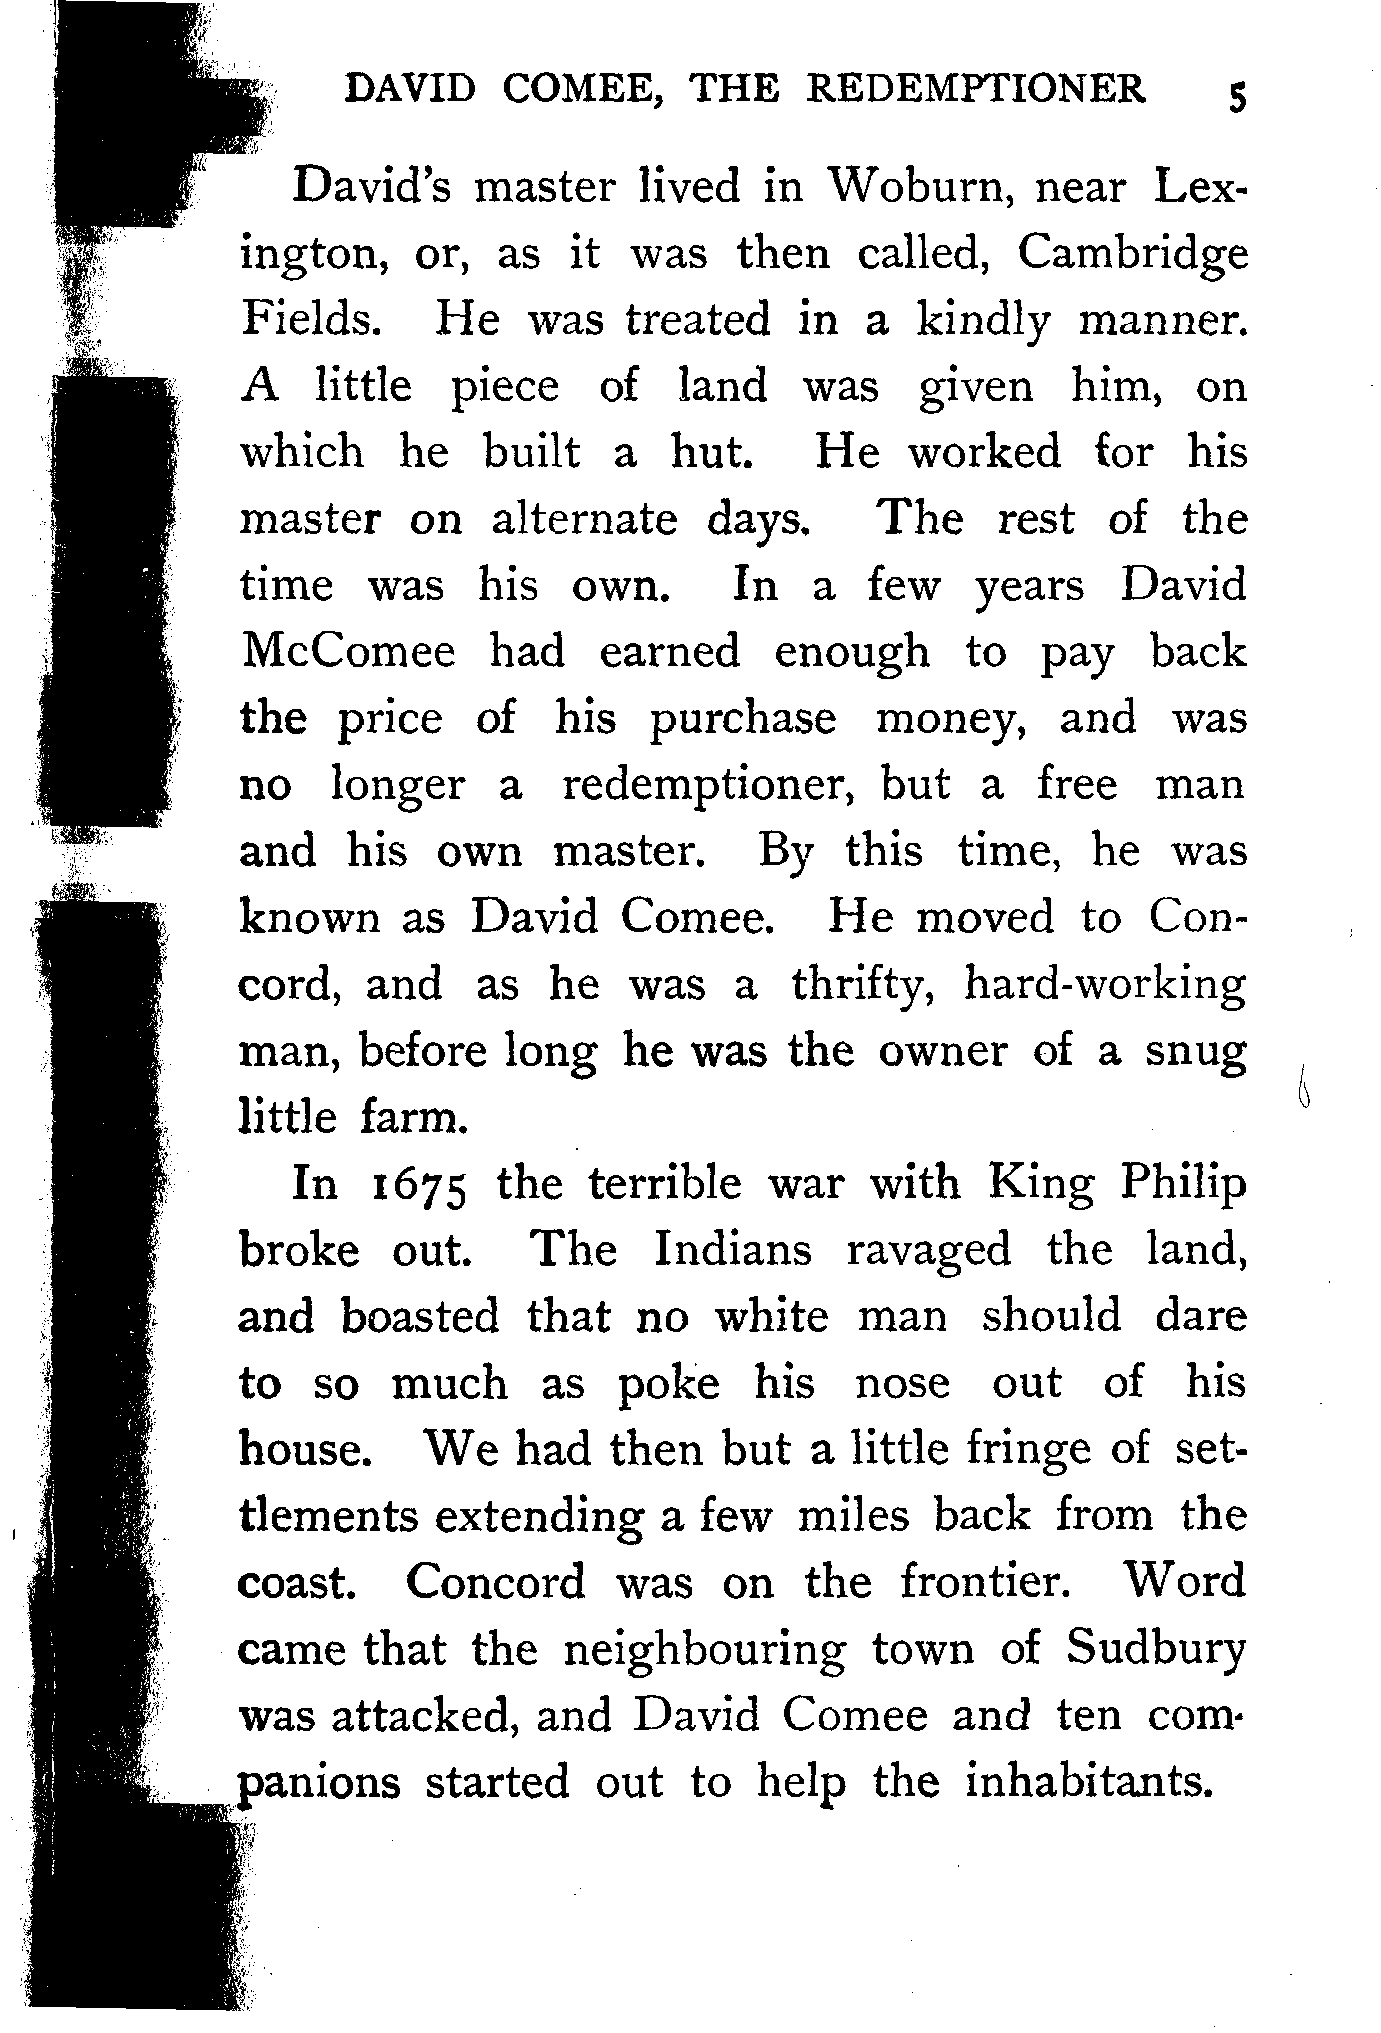 DAVID COMEE, THE REDEMPTIONER 5
David's master lived in Woburn, near Lex-
ington, or, as it was then called, Cambridge
Fields. He was treated in a kindly manner.
A little piece of land was given him, on
which he built a hut. He worked for his
master on alternate days. The rest of the
time was his own. In a few years David
McComee had earned enough to pay back
the price of his purchase money, and was
no longer a redemptioner, but a free man
and his own master. By this time, he was
known as David Comee. He moved to Con-
cord, and as he was a thrifty, hard-working
man, before long he was the owner of a snug
little farm.
In 1675 the terrible war with King Philip
broke out. The Indians ravaged the land,
and boasted that no white man should dare
to so much as poke his nose out of his
house. We had then but a little fringe of set-
tlements extending a few miles back from the
coast. Concord was on the frontier. Word
came that the neighbouring town of Sudbury
was attacked, and David Comee and ten com-
panions started out to help the inhabitants.